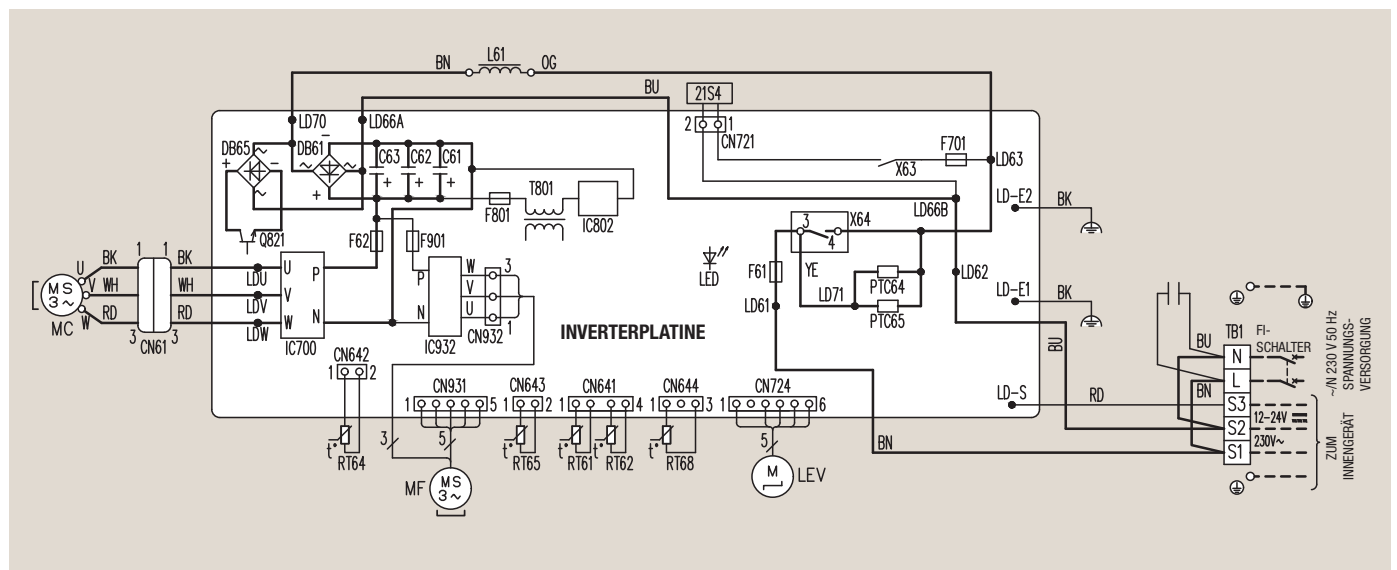 BN L61 OG
BU
21S4
LD70
LD66A
2 1
CN721
DB65
DB61
C63 C62 C61
F701
X63
LD63
T801
F801
IC802
LD66B
LD-E2 BK
F62
F901
Q821
3 X64
4
F61
YE
LED
LD62
PTC64
LD71
PTC65
LD61
LD-E1 BK
U BK 1 1 BK
V WH WH
W RD RD
MS
3~
MC
3 CN61 3
LDU
LDV
LDW
U P
V
W N
IC700
P
N
IC932
W 3
V
U 1
CN932
INVERTERPLATINE
CN642
1 2
CN931
1 5
CN643
1 2
CN641
1 4
CN644
1 3
CN724
1 6
t° RT64
3
5
t° RT65
t° RT61
t° RT62
t° RT68
5
MF
MS
3~
M
LEV
LD-S RD
BU
BN
BU
BN
TB1
N
L
S3
S2
S1
FI-
SCHALTER
12-24V
230V~
~/N 230 V 50 Hz
SPANNUNGS-
VERSORGUNG
ZUM
INNENGERÄT